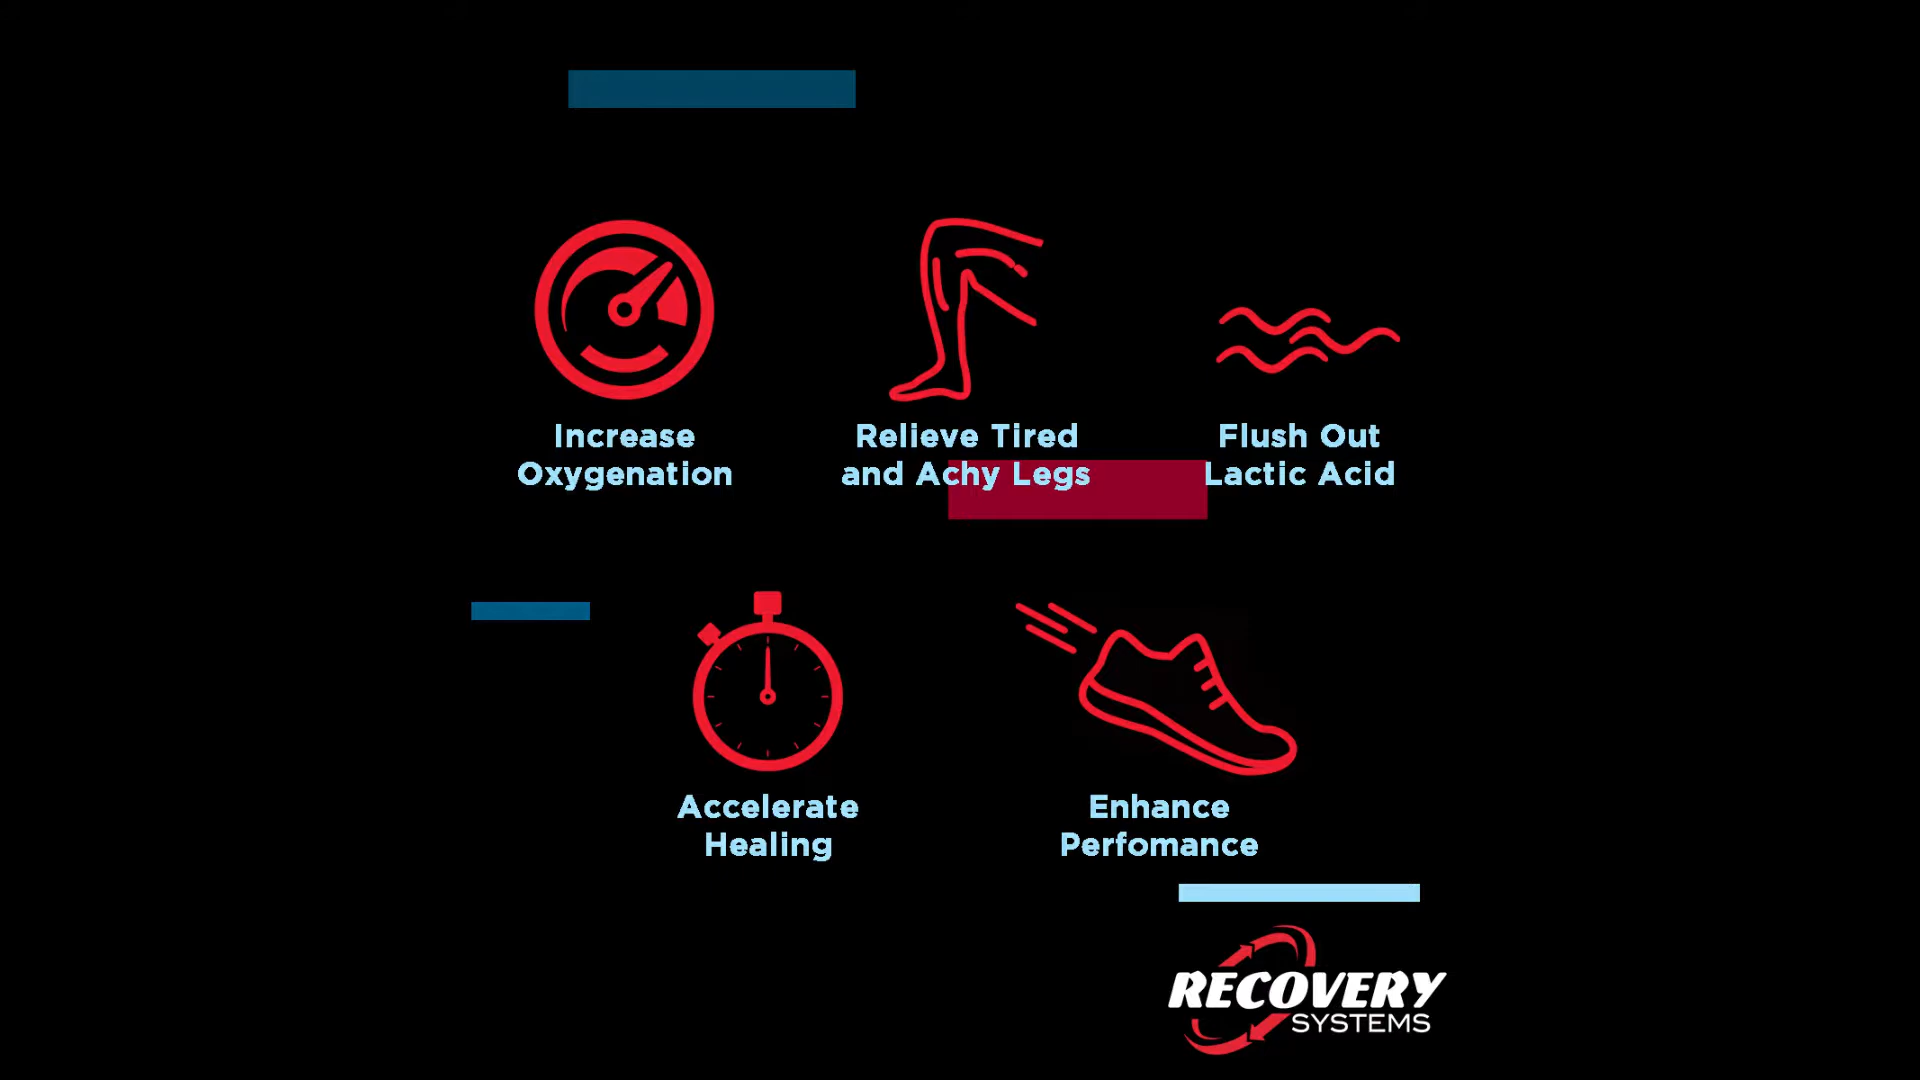 Increase
Oxygenation
Relieve Tired
and Achy Legs
Flush Out
Lactic Acid
Accelerate
Healing
Enhance
Perfomance
RECOVERY
SYSTEMS